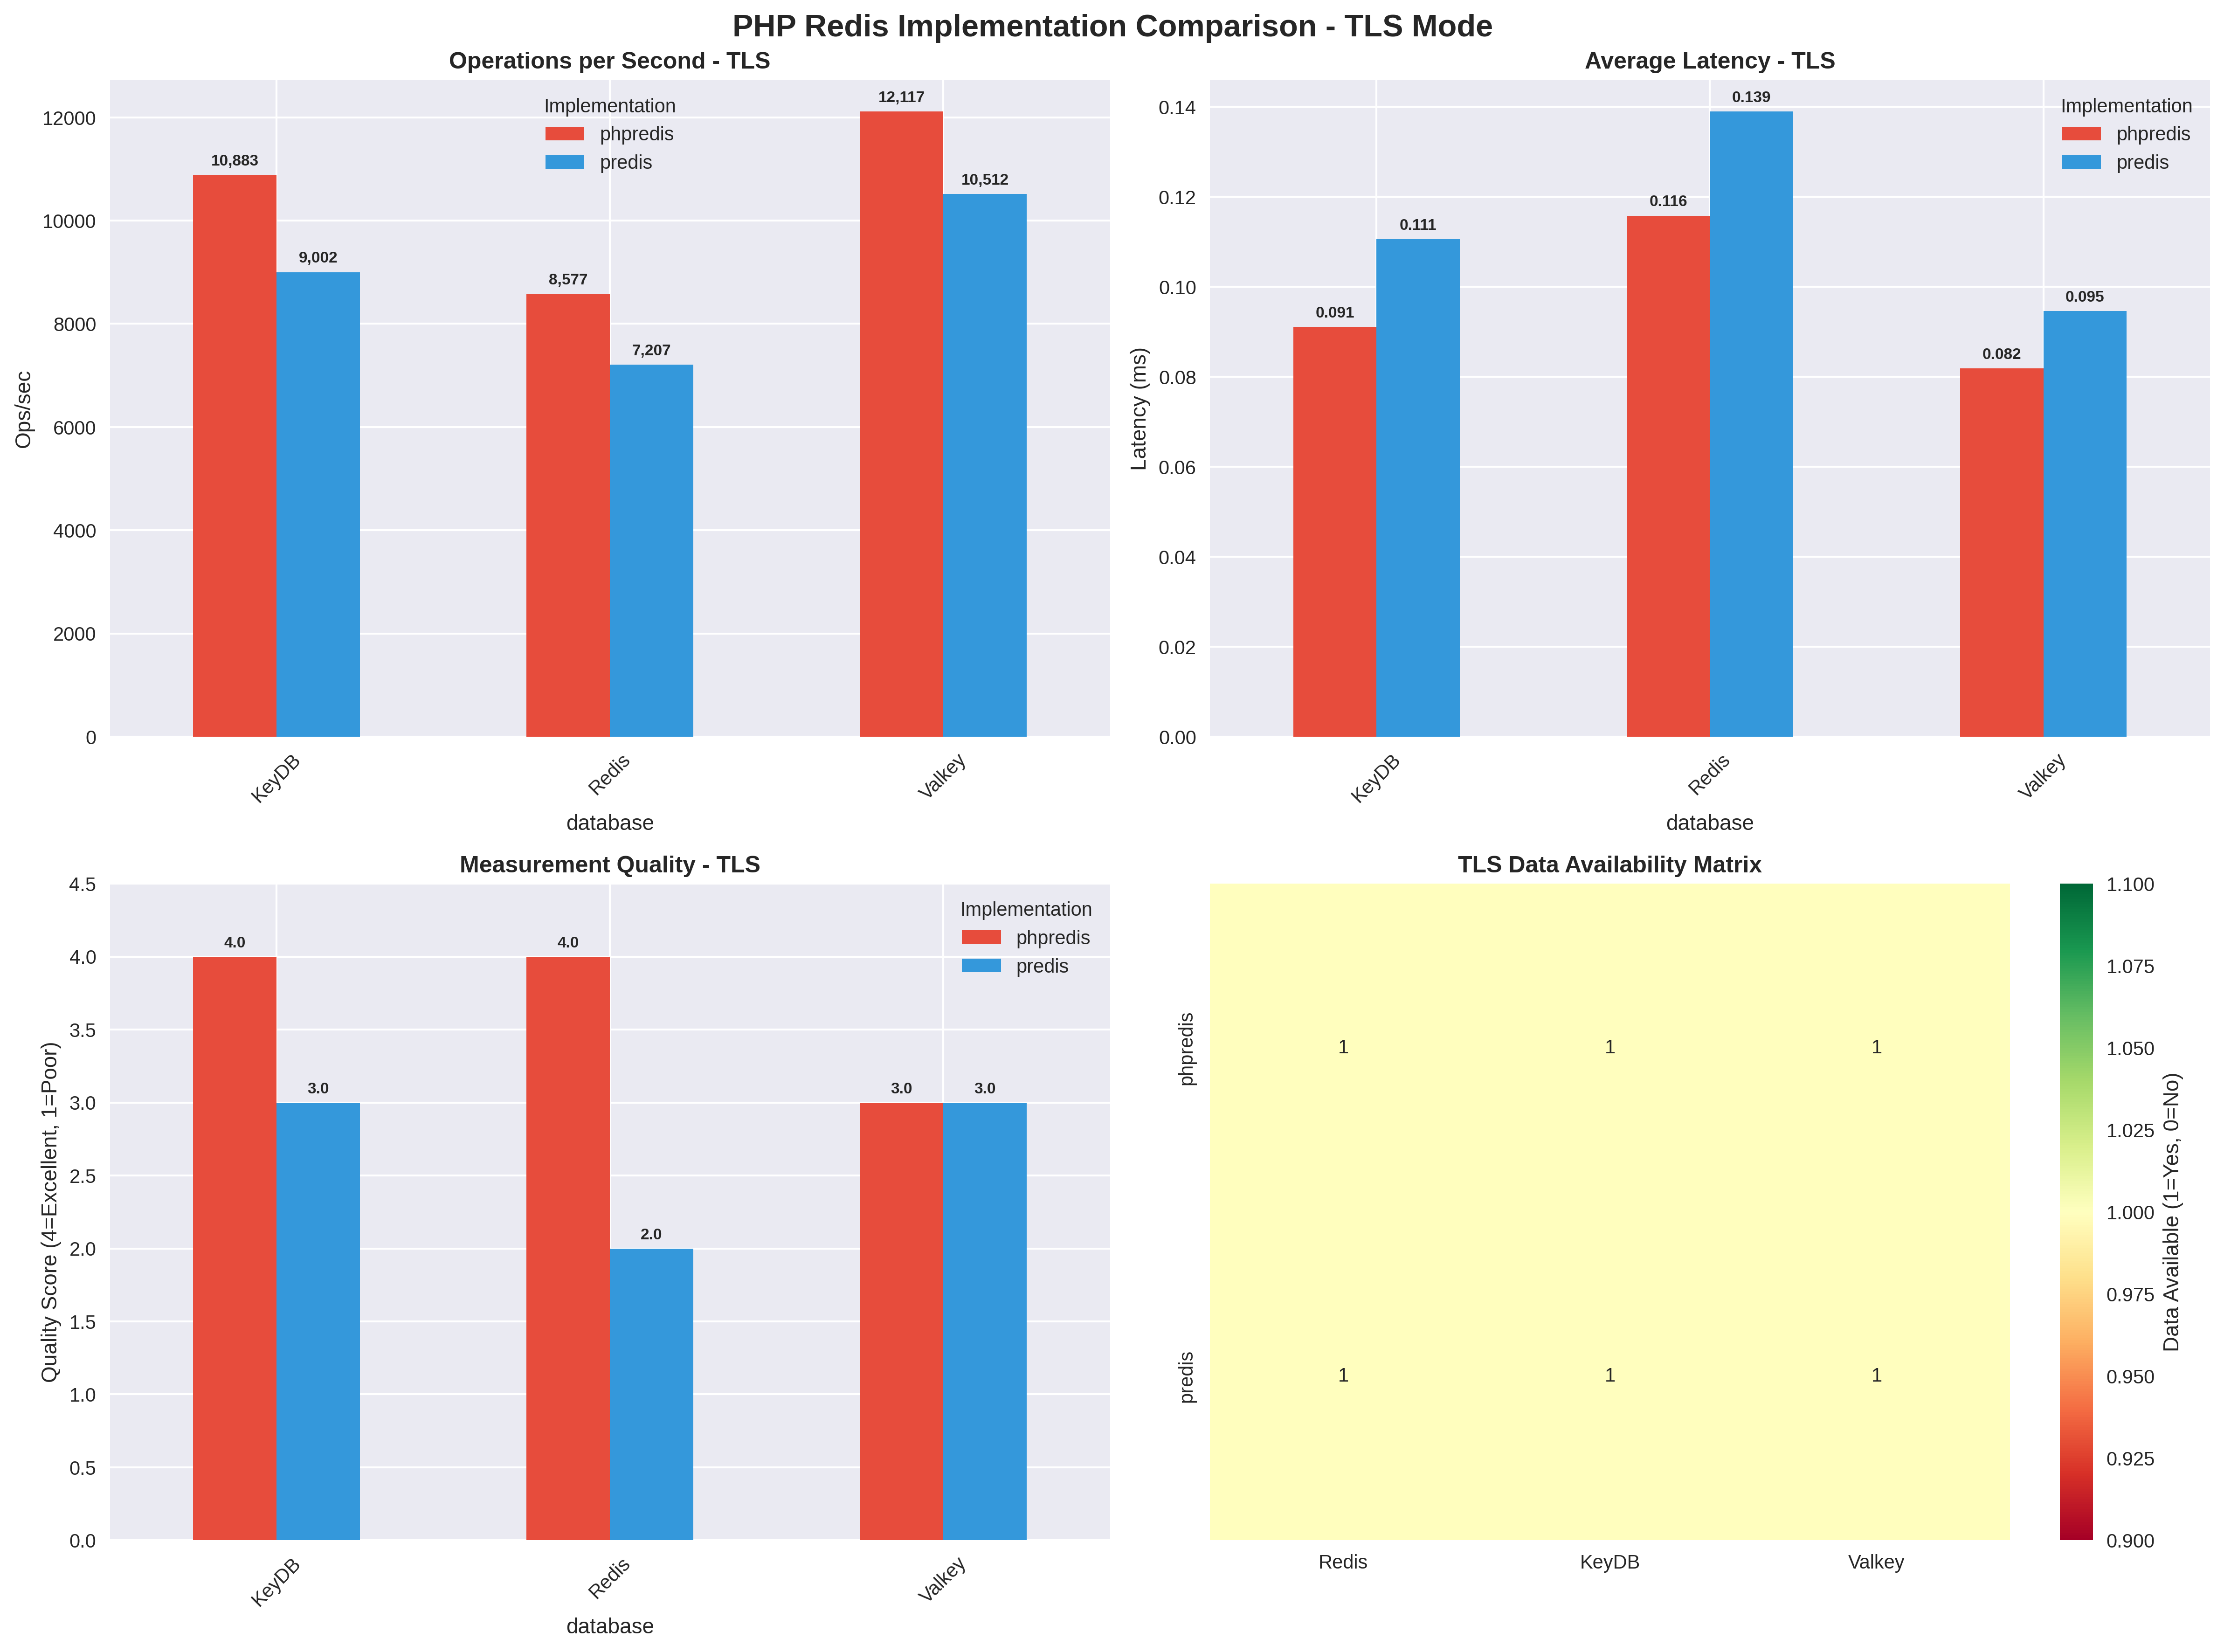 PHP Redis Implementation Comparison - TLS Mode
Operations per Second - TLS
Ops/sec
12000
10000
8000
6000
4000
2000
0
Implementation
phpredis
predis
10,883
9,002
8,577
7,207
12,117
10,512
KeyDB
Redis
Valkey
database
Average Latency - TLS
Latency (ms)
0.14
0.12
0.10
0.08
0.06
0.04
0.02
0.00
Implementation
phpredis
predis
0.091
0.111
0.116
0.139
0.082
0.095
KeyDB
Redis
Valkey
database
Measurement Quality - TLS
Quality Score (4=Excellent, 1=Poor)
4.5
4.0
3.5
3.0
2.5
2.0
1.5
1.0
0.5
0.0
Implementation
phpredis
predis
4.0
3.0
4.0
2.0
3.0
3.0
KeyDB
Redis
Valkey
database
TLS Data Availability Matrix
phpredis
1
1
1
predis
1
1
1
Redis
KeyDB
Valkey
1.100
1.075
1.050
1.025
1.000
0.975
0.950
0.925
0.900
Data Available (1=Yes, 0=No)